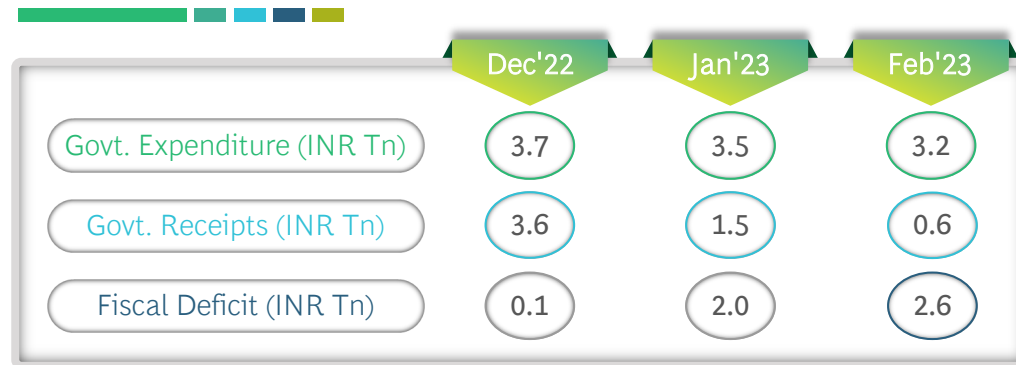 Dec'22 Jan'23 Feb'23
Govt. Expenditure (INR Tn) 3.7 3.5 3.2
Govt. Receipts (INR Tn) 3.6 1.5 0.6
Fiscal Deficit (INR Tn) 0.1 2.0 2.6